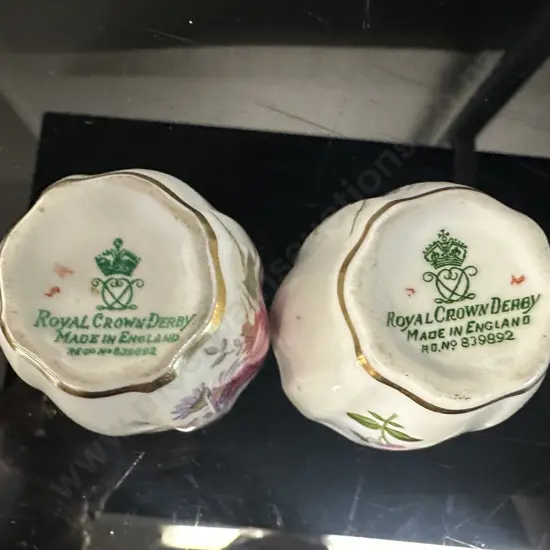 ROYAL CROWN DERBY
MADE IN ENGLAND
RD. Nº 839892
ROYAL CROWN DERBY
MADE IN ENGLAND
RD. Nº 839892